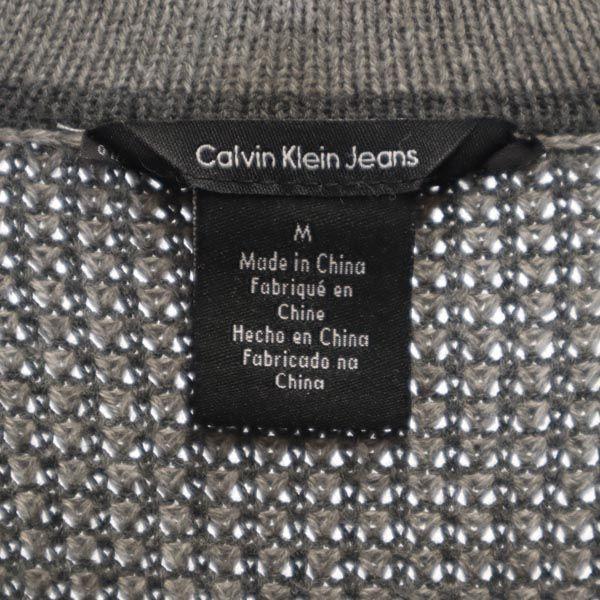 Calvin Klein Jeans
M
Made in China
Fabriqué en
Chine
Hecho en China
Fabricado na
China